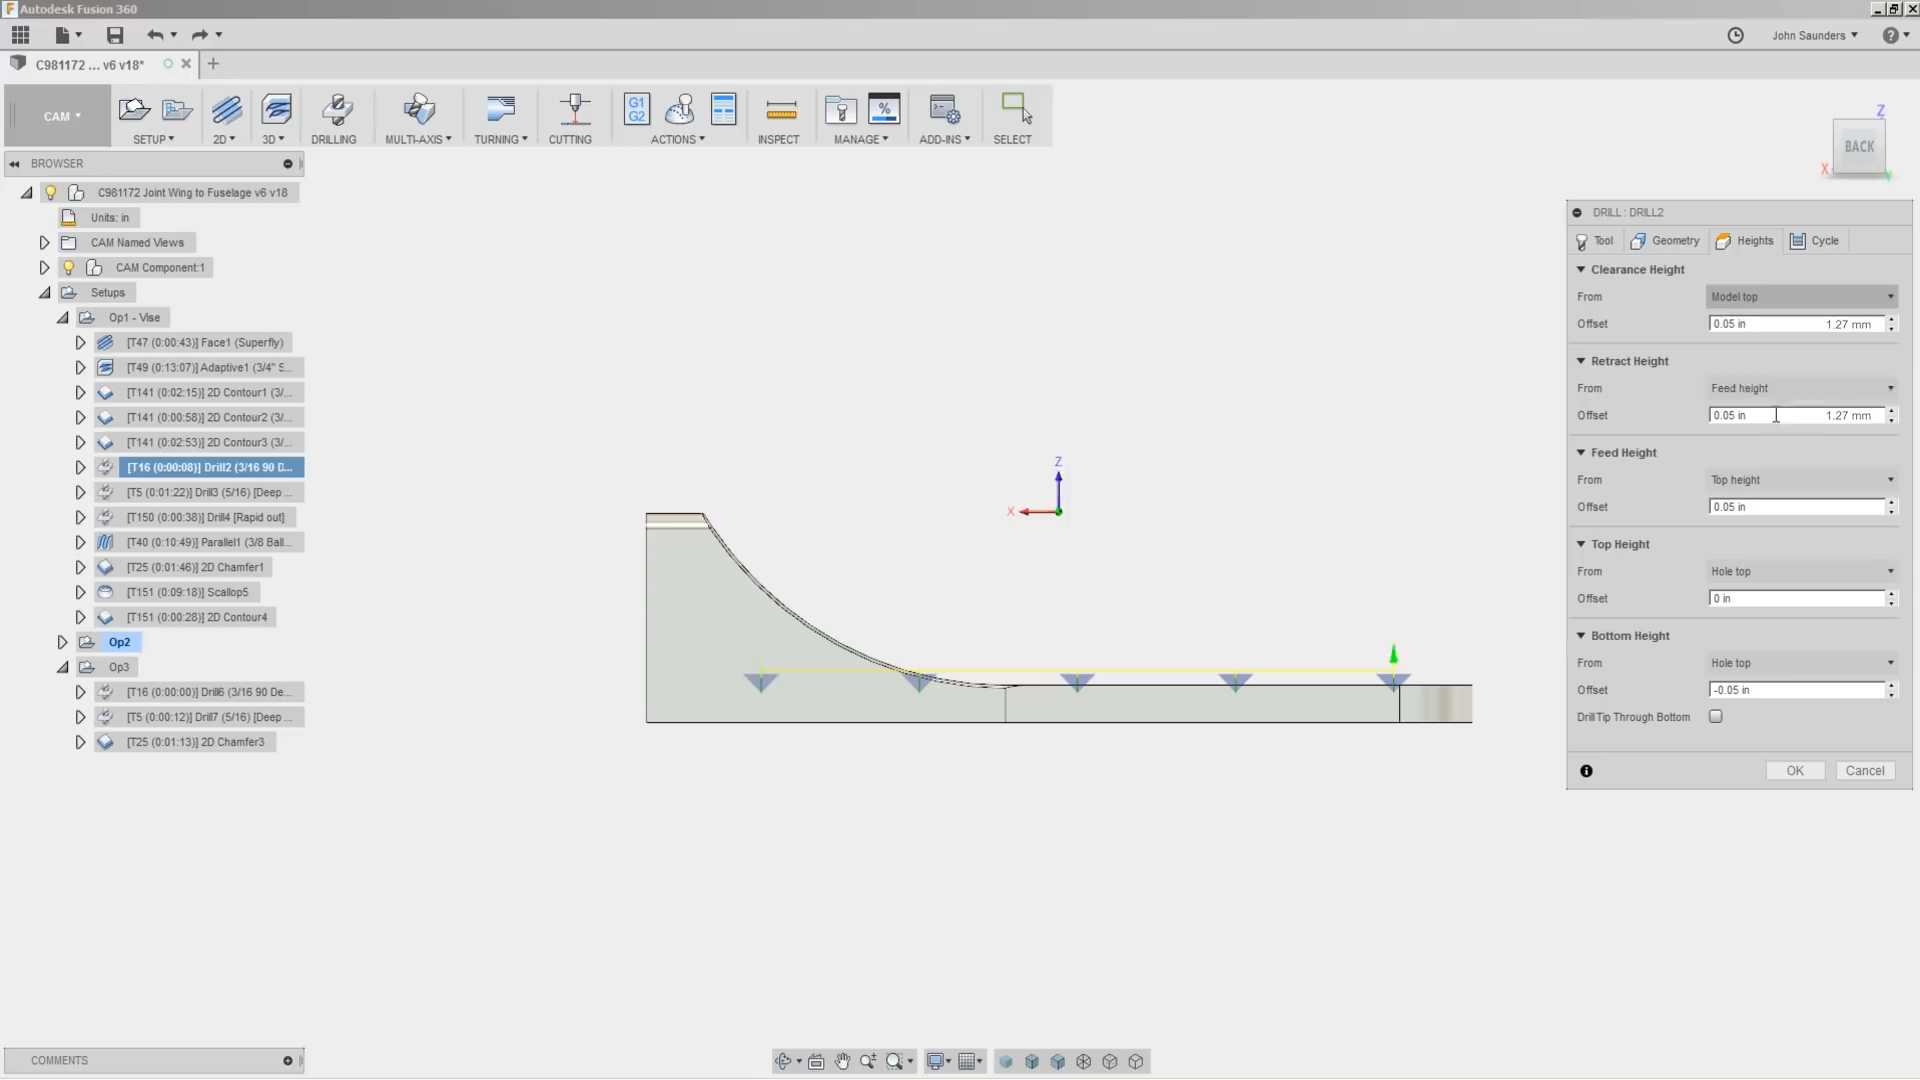 Autodesk Fusion 360
John Saunders
C981172 ... v6 v18*
CAM
SETUP
2D
3D
DRILLING
MULTI-AXIS
TURNING
CUTTING
G1
G2
ACTIONS
INSPECT
%
MANAGE
ADD-INS
SELECT
Z
BACK
X
BROWSER
C981172 Joint Wing to Fuselage v6 v18
Units: in
CAM Named Views
CAM Component:1
Setups
Op1 - Vise
[T47 (0:00:43)] Face1 (Superfly)
[T49 (0:13:07)] Adaptive1 (3/4" S...
[T141 (0:02:15)] 2D Contour1 (3/...
[T141 (0:00:58)] 2D Contour2 (3/...
[T141 (0:02:53)] 2D Contour3 (3/...
[T16 (0:00:08)] Drill2 (3/16 90 D...
[T5 (0:01:22)] Drill3 (5/16) [Deep ...
[T150 (0:00:38)] Drill4 [Rapid out]
[T40 (0:10:49)] Parallel1 (3/8 Ball...
[T25 (0:01:46)] 2D Chamfer1
[T151 (0:09:18)] Scallop5
[T151 (0:00:28)] 2D Contour4
Op2
Op3
[T16 (0:00:00)] Drill6 (3/16 90 De...
[T5 (0:00:12)] Drill7 (5/16) [Deep ...
[T25 (0:01:13)] 2D Chamfer3
Z
X
DRILL : DRILL2
Tool Geometry Heights Cycle
Clearance Height
From Model top
Offset 0.05 in 1.27 mm
Retract Height
From Feed height
Offset 0.05 in 1.27 mm
Feed Height
From Top height
Offset 0.05 in
Top Height
From Hole top
Offset 0 in
Bottom Height
From Hole top
Offset -0.05 in
Drill Tip Through Bottom
OK Cancel
COMMENTS